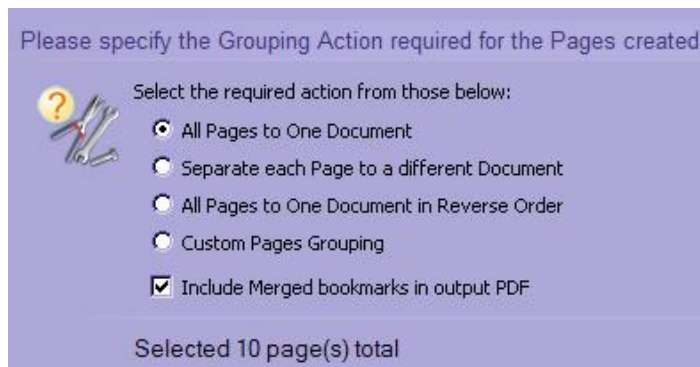 Please specify the Grouping Action required for the Pages created
Select the required action from those below:
All Pages to One Document
Separate each Page to a different Document
All Pages to One Document in Reverse Order
Custom Pages Grouping
Include Merged bookmarks in output PDF
Selected 10 page(s) total